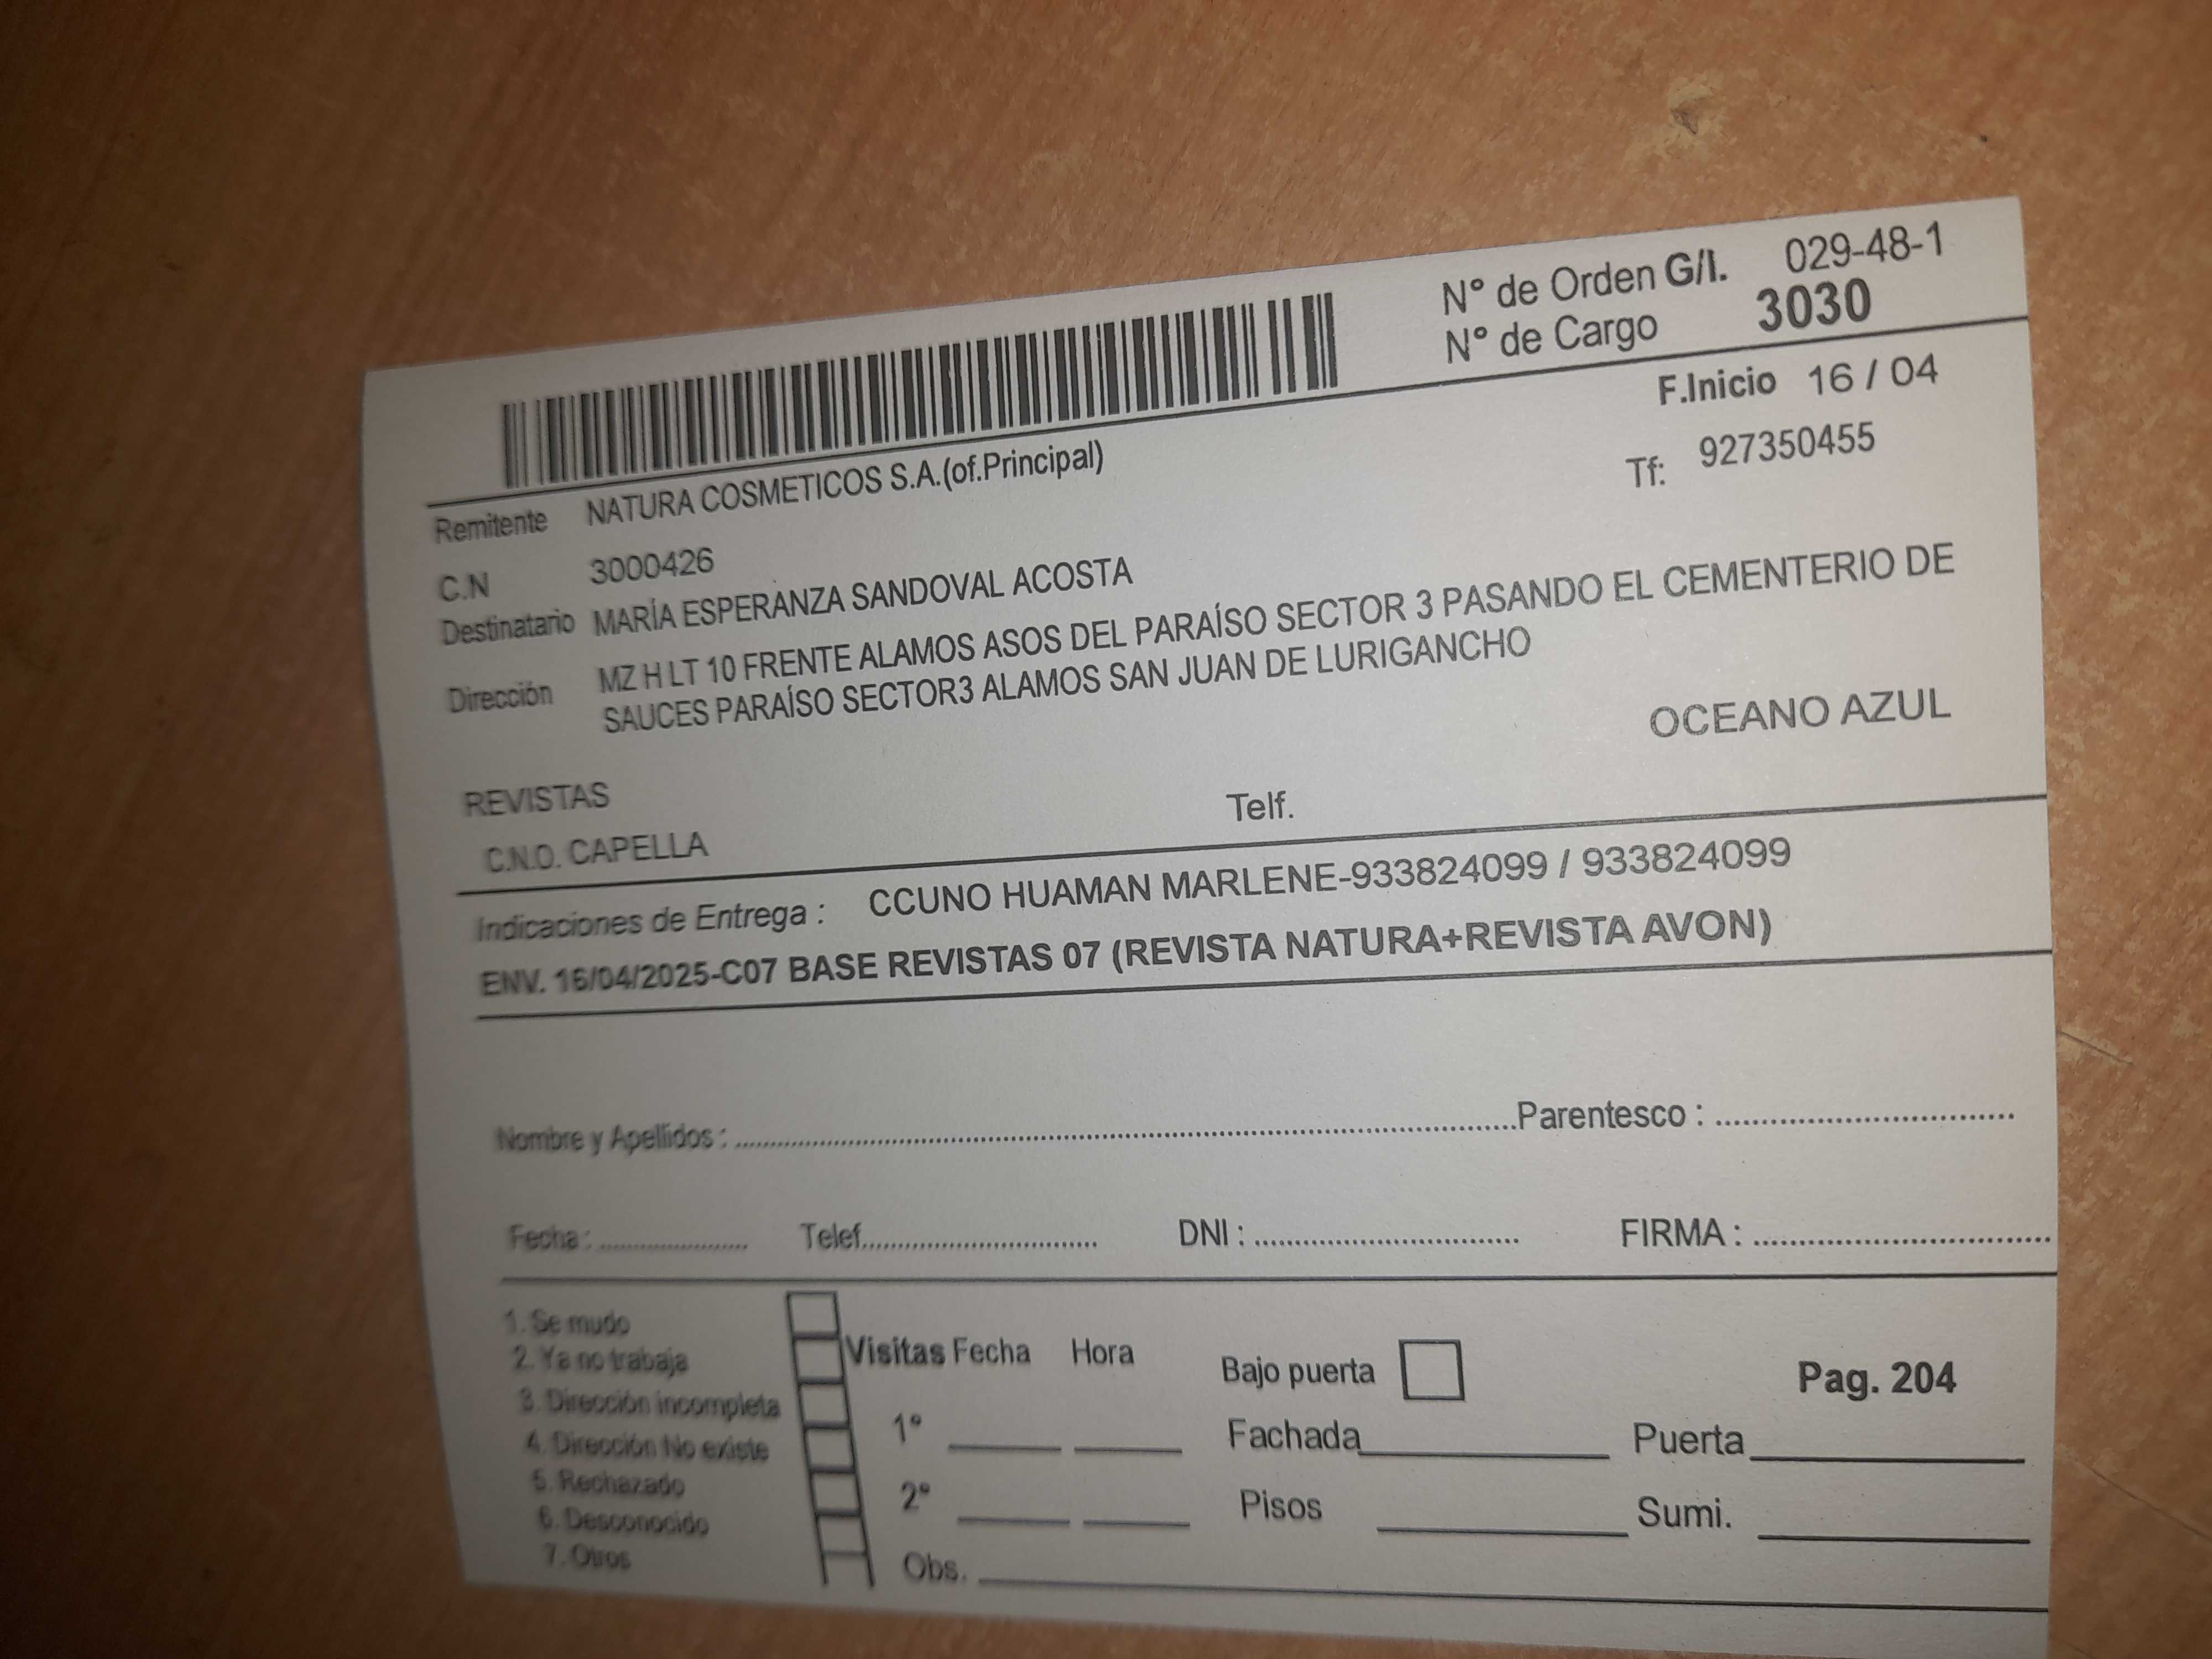 N° de Orden G/I. 029-48-1
N° de Cargo 3030
F.Inicio 16 / 04
Remitente NATURA COSMETICOS S.A.(of.Principal) Tf: 927350455
C.N 3000426
Destinatario MARÍA ESPERANZA SANDOVAL ACOSTA
Dirección MZ H LT 10 FRENTE ALAMOS ASOS DEL PARAÍSO SECTOR 3 PASANDO EL CEMENTERIO DE
SAUCES PARAÍSO SECTOR3 ALAMOS SAN JUAN DE LURIGANCHO
OCEANO AZUL
REVISTAS
C.N.O. CAPELLA Telf.
Indicaciones de Entrega : CCUNO HUAMAN MARLENE-933824099 / 933824099
ENV. 16/04/2025-C07 BASE REVISTAS 07 (REVISTA NATURA+REVISTA AVON)
Nombre y Apellidos : Parentesco :
Fecha : Telef. DNI : FIRMA :
1. Se mudo
2. Ya no trabaja
3. Dirección incompleta
4. Dirección No existe
5. Rechazado
6. Desconocido
7. Otros
Visitas Fecha Hora
1°
2°
Obs.
Bajo puerta Pag. 204
Fachada Puerta
Pisos Sumi.